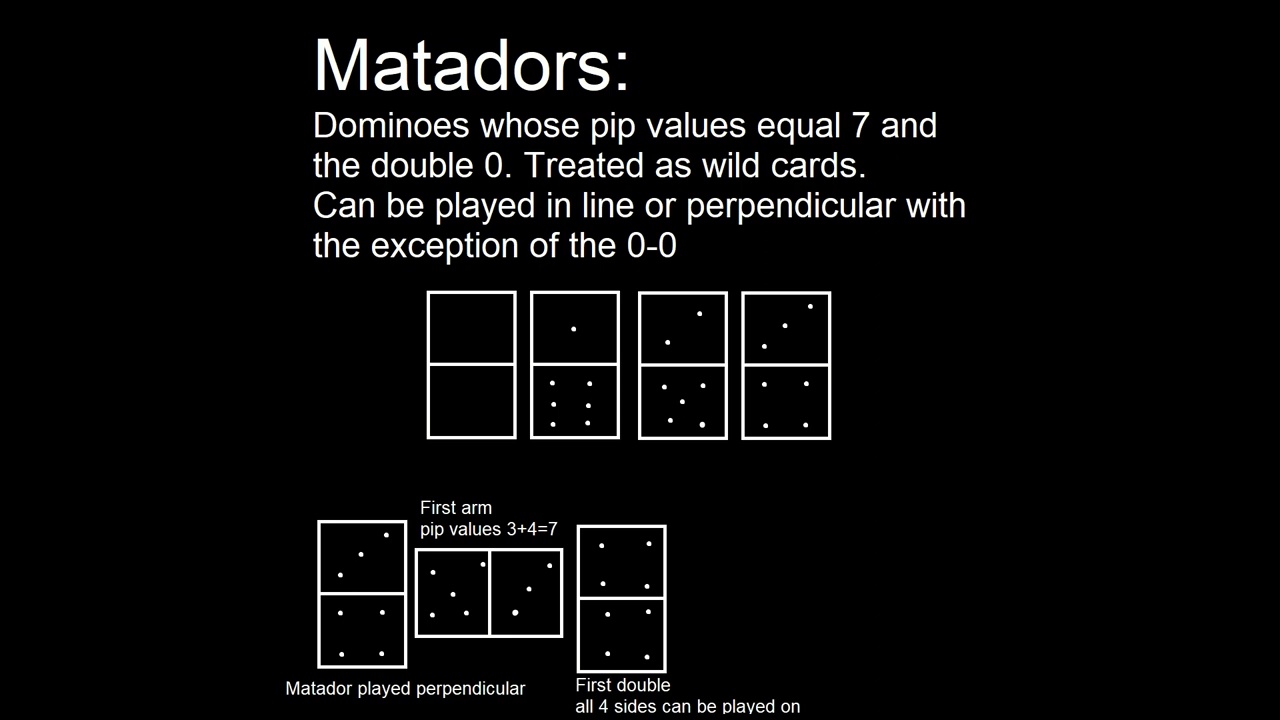 Matadors:
Dominoes whose pip values equal 7 and
the double 0. Treated as wild cards.
Can be played in line or perpendicular with
the exception of the 0-0
First arm
pip values 3+4=7
Matador played perpendicular
First double
all 4 sides can be played on